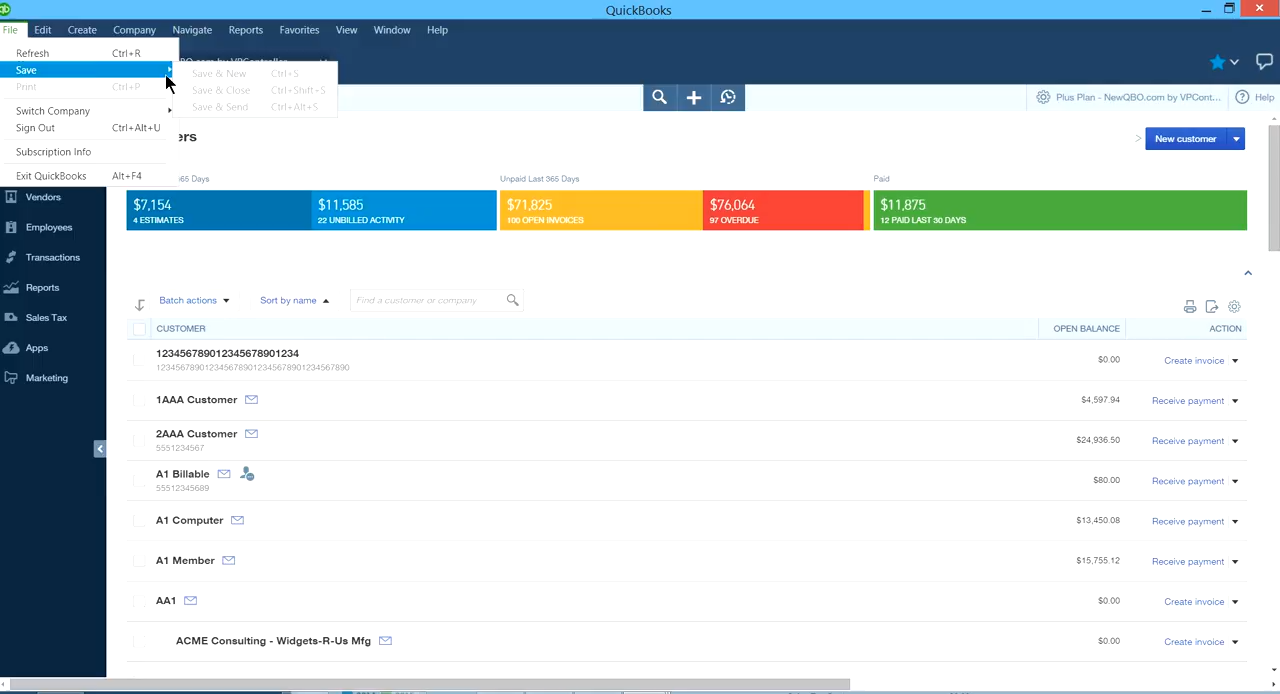 QuickBooks
File Edit Create Company Navigate Reports Favorites View Window Help
Refresh Ctrl+R
Save
Print Ctrl+P
Switch Company
Sign Out Ctrl+Alt+U
Subscription Info
Exit QuickBooks Alt+F4
Save & New Ctrl+S
Save & Close Ctrl+Shift+S
Save & Send Ctrl+Alt+S
Plus Plan - NewQBO.com by VPCont... Help
ers
New customer
Vendors
Employees
Transactions
Reports
Sales Tax
Apps
Marketing
65 Days Unpaid Last 365 Days Paid
$7,154 $11,585 $71,825 $76,064 $11,875
4 ESTIMATES 22 UNBILLED ACTIVITY 100 OPEN INVOICES 97 OVERDUE 12 PAID LAST 30 DAYS
Batch actions Sort by name Find a customer or company
CUSTOMER OPEN BALANCE ACTION
123456789012345678901234 $0.00 Create invoice
1234567890123456789012345678901234567890
1AAA Customer $4,597.94 Receive payment
2AAA Customer $24,936.50 Receive payment
5551234567
A1 Billable $80.00 Receive payment
55512345689
A1 Computer $13,450.08 Receive payment
A1 Member $15,755.12 Receive payment
AA1 $0.00 Create invoice
ACME Consulting - Widgets-R-Us Mfg $0.00 Create invoice